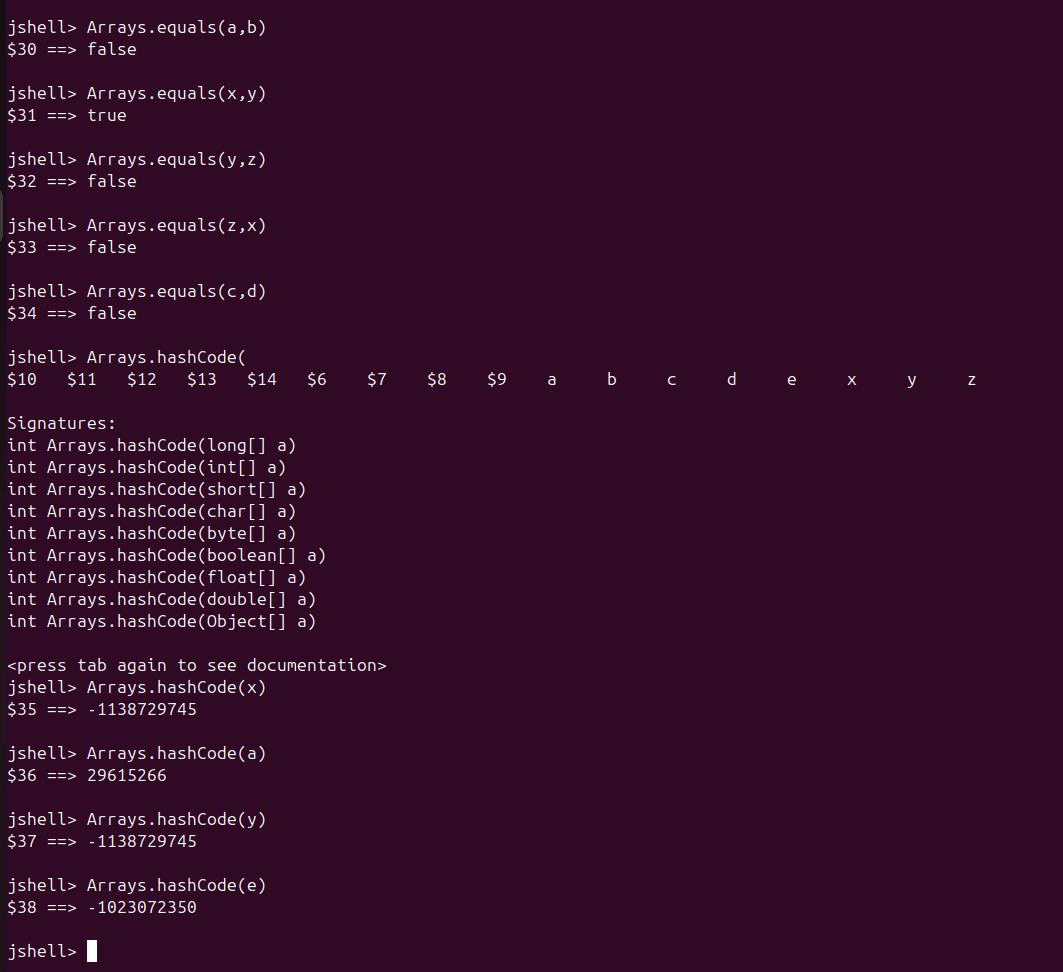 jshell> Arrays.equals(a,b)
$30 ==> false
jshell> Arrays.equals(x,y)
$31 ==> true
jshell> Arrays.equals(y,z)
$32 ==> false
jshell> Arrays.equals(z,x)
$33 ==> false
jshell> Arrays.equals(c,d)
$34 ==> false
jshell> Arrays.hashCode(
$10   $11   $12   $13   $14   $6    $7    $8    $9    a     b     c     d     e     x     y     z
Signatures:
int Arrays.hashCode(long[] a)
int Arrays.hashCode(int[] a)
int Arrays.hashCode(short[] a)
int Arrays.hashCode(char[] a)
int Arrays.hashCode(byte[] a)
int Arrays.hashCode(boolean[] a)
int Arrays.hashCode(float[] a)
int Arrays.hashCode(double[] a)
int Arrays.hashCode(Object[] a)
<press tab again to see documentation>
jshell> Arrays.hashCode(x)
$35 ==> -1138729745
jshell> Arrays.hashCode(a)
$36 ==> 29615266
jshell> Arrays.hashCode(y)
$37 ==> -1138729745
jshell> Arrays.hashCode(e)
$38 ==> -1023072350
jshell>